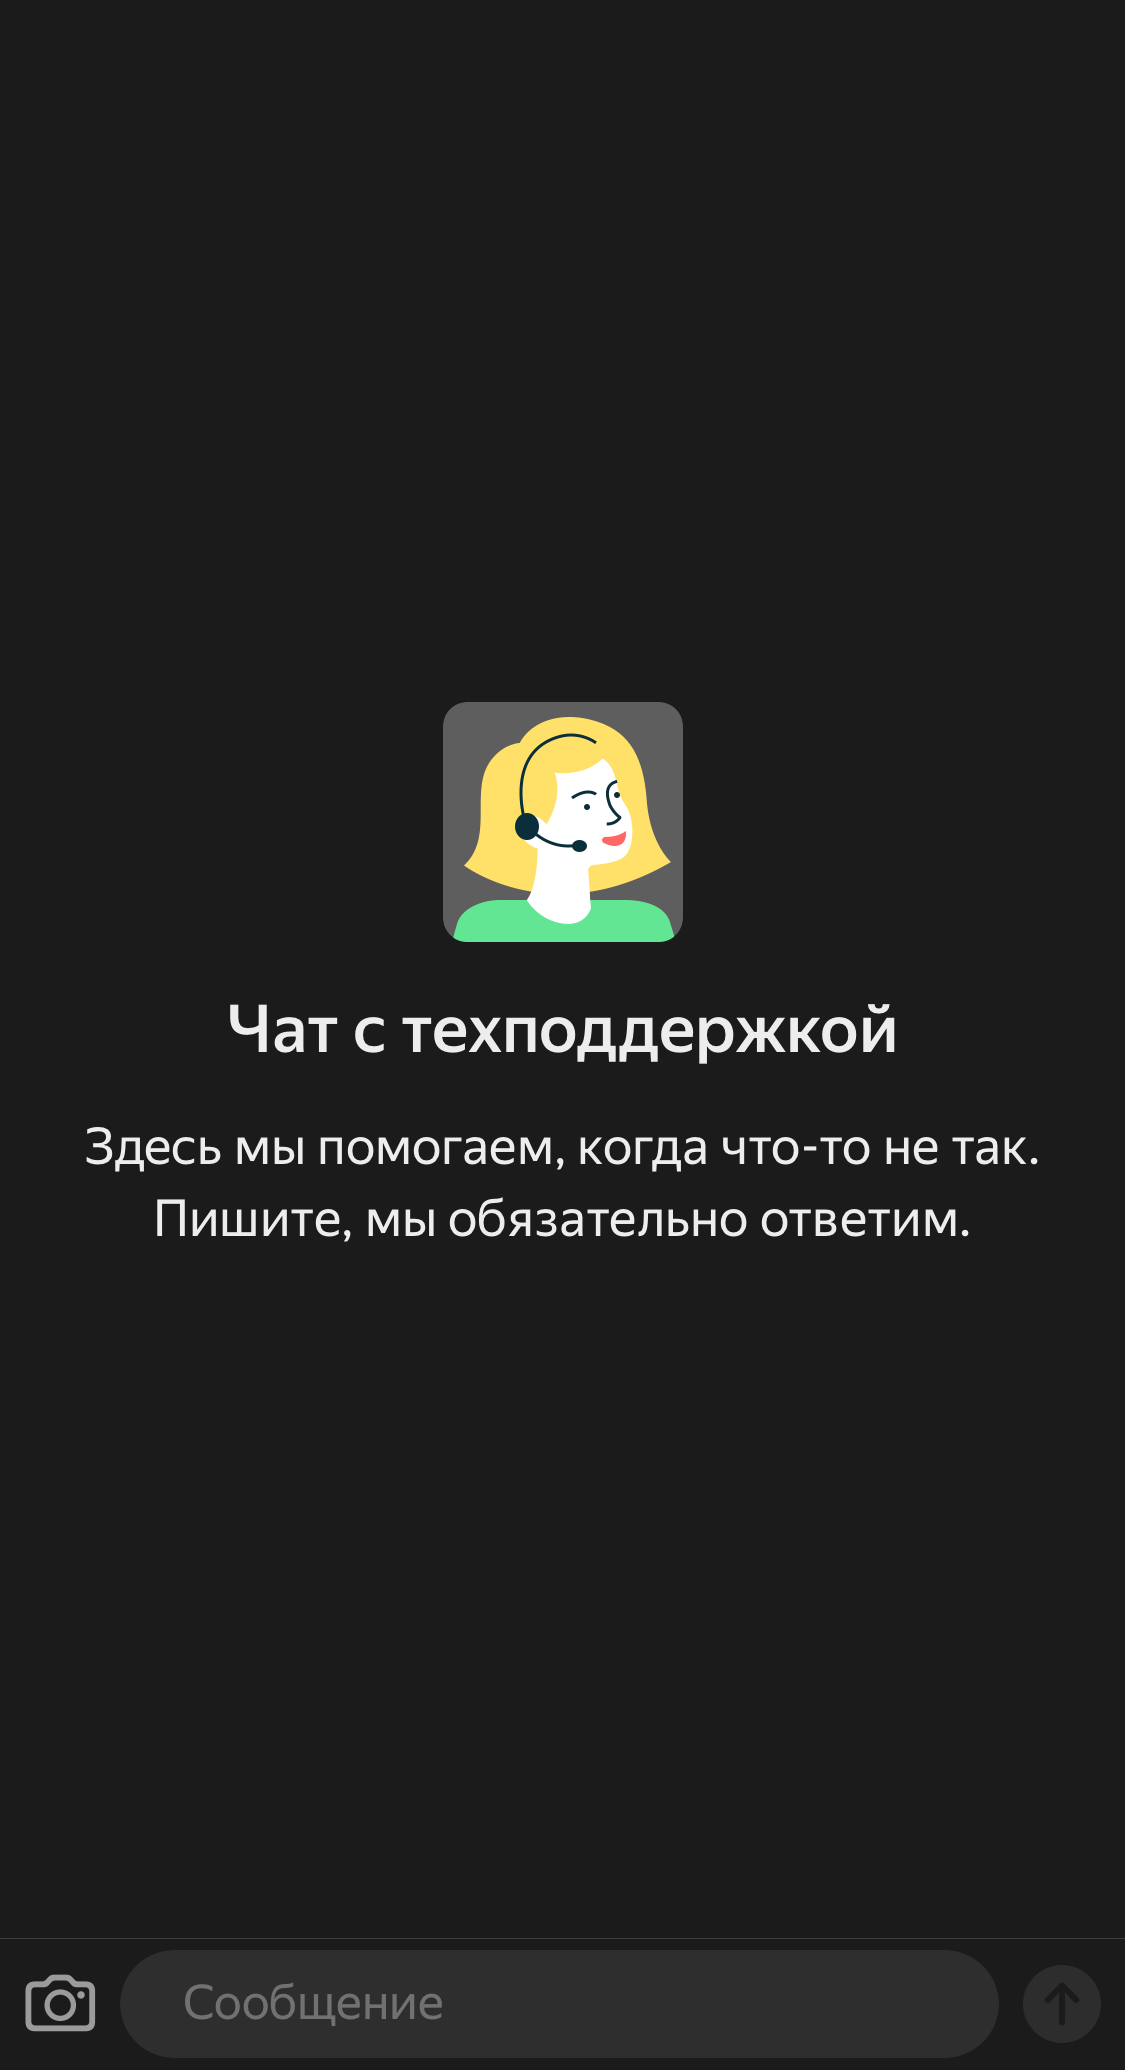 Чат с техподдержкой
Здесь мы помогаем, когда что-то не так.
Пишите, мы обязательно ответим.
Сообщение